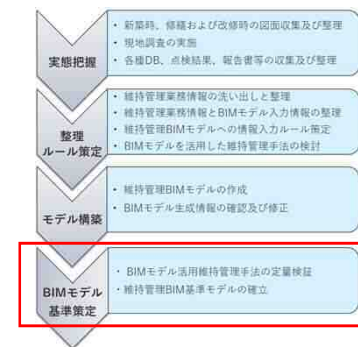 実態把握
・ 新築時、修繕および改修時の図面収集及び整理
・ 現地調査の実施
・ 各種DB、点検結果、報告書等の収集及び整理
整理
ルール策定
・ 維持管理業務情報の洗い出しと整理
・ 維持管理業務情報とBIMモデル入力情報の整理
・ 維持管理BIMモデルへの情報入力ルール策定
・ BIMモデルを活用した維持管理手法の検討
モデル構築
・ 維持管理BIMモデルの作成
・ BIMモデル生成情報の確認及び修正
BIMモデル
基準策定
・ BIMモデル活用維持管理手法の定量検証
・ 維持管理BIM基準モデルの確立